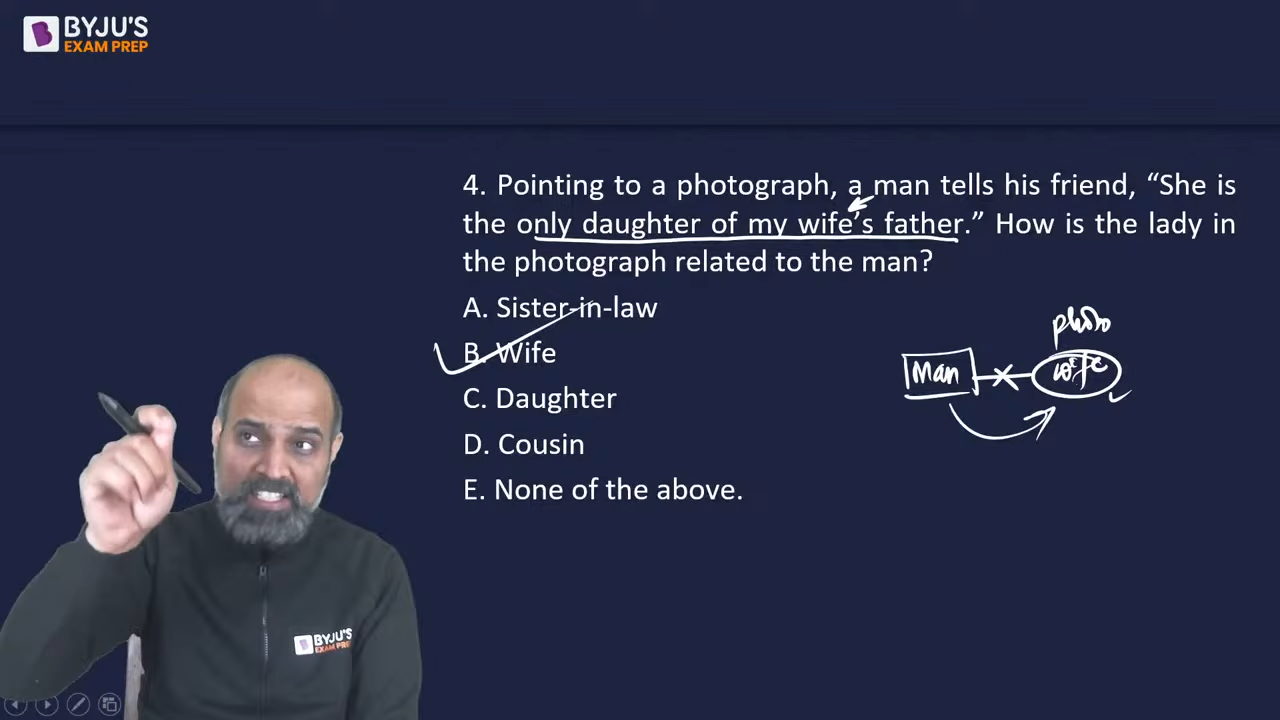 BYJU'S
EXAM PREP
4. Pointing to a photograph, a man tells his friend, “She is
the only daughter of my wife’s father.” How is the lady in
the photograph related to the man?
A. Sister-in-law
B. Wife
C. Daughter
D. Cousin
E. None of the above.
photo
Man
wife
BYJU'S
EXAM PREP